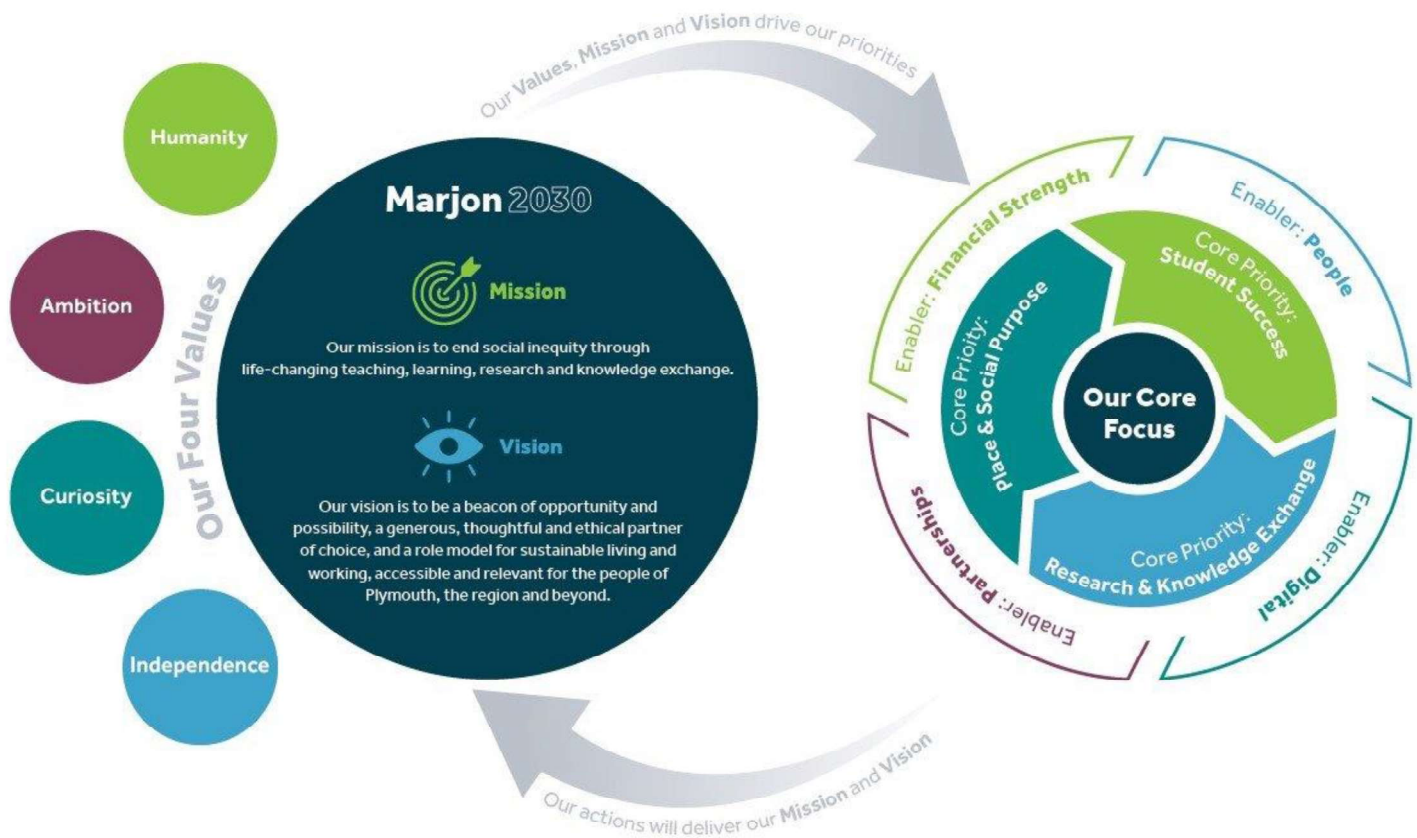 Our Values, Mission and Vision drive our priorities
Humanity
Ambition
Curiosity
Independence
Our Four Values
Marjon 2030
Mission
Our mission is to end social inequity through
life-changing teaching, learning, research and knowledge exchange.
Vision
Our vision is to be a beacon of opportunity and
possibility, a generous, thoughtful and ethical partner
of choice, and a role model for sustainable living and
working, accessible and relevant for the people of
Plymouth, the region and beyond.
Enabler: Financial Strength
Enabler: People
Enabler: Digital
Enabler: Partnerships
Core Priority:
Student Success
Core Priority:
Research & Knowledge Exchange
Core Prioity:
Place & Social Purpose
Our Core
Focus
Our actions will deliver our Mission and Vision